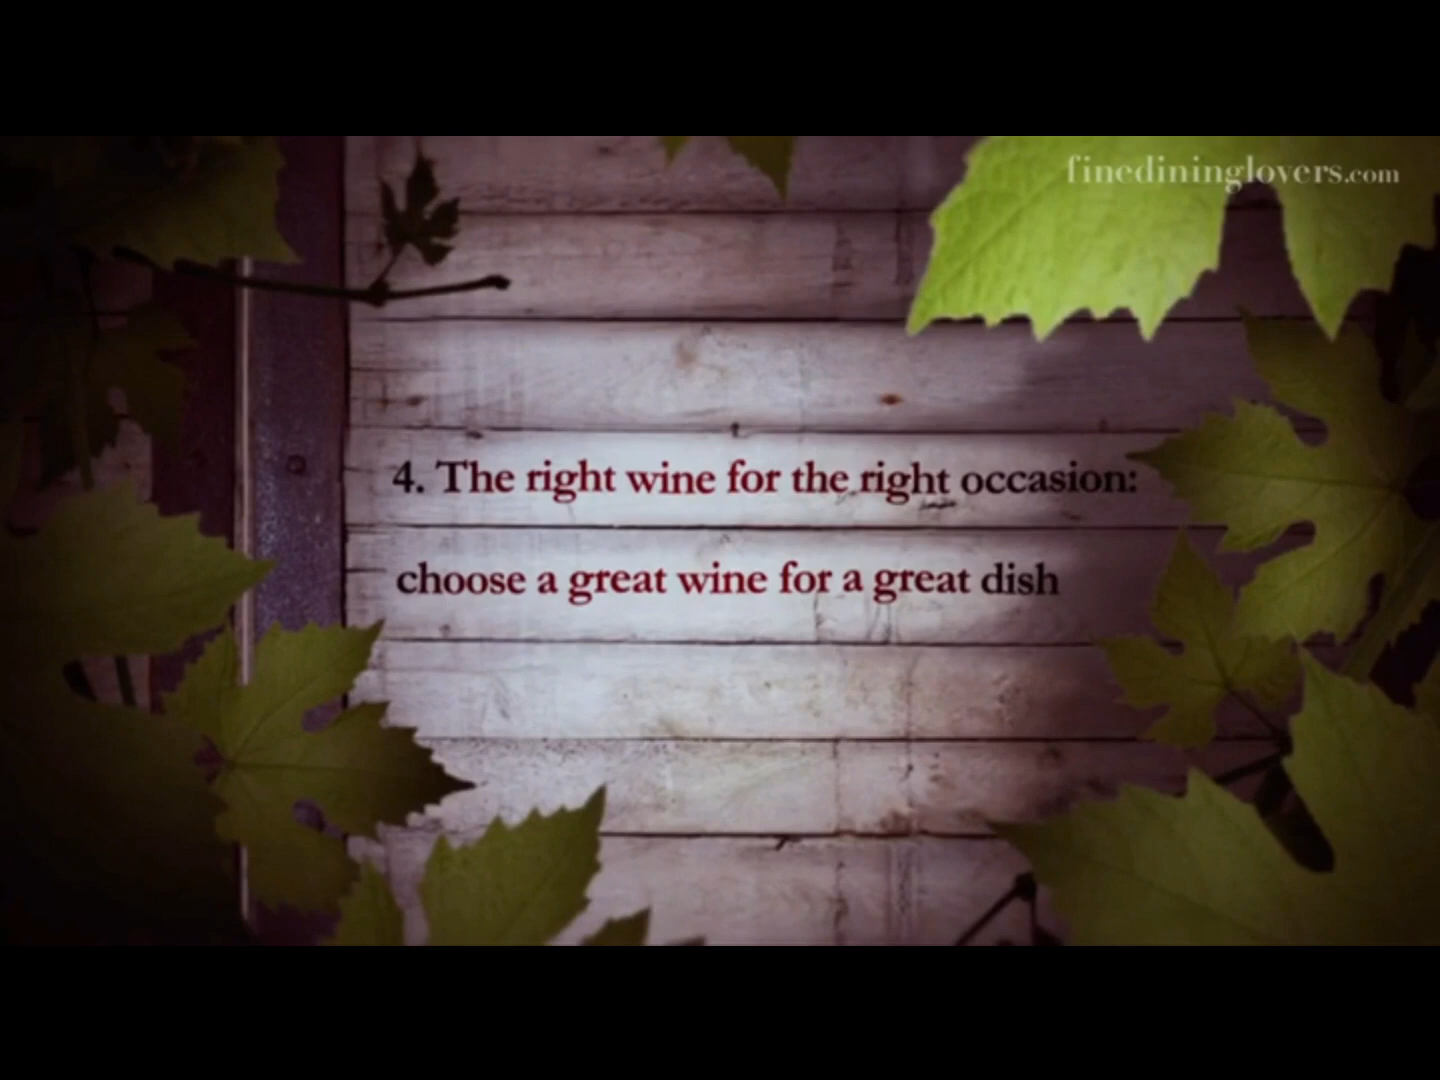 finedininglovers.com
4. The right wine for the right occasion:
choose a great wine for a great dish